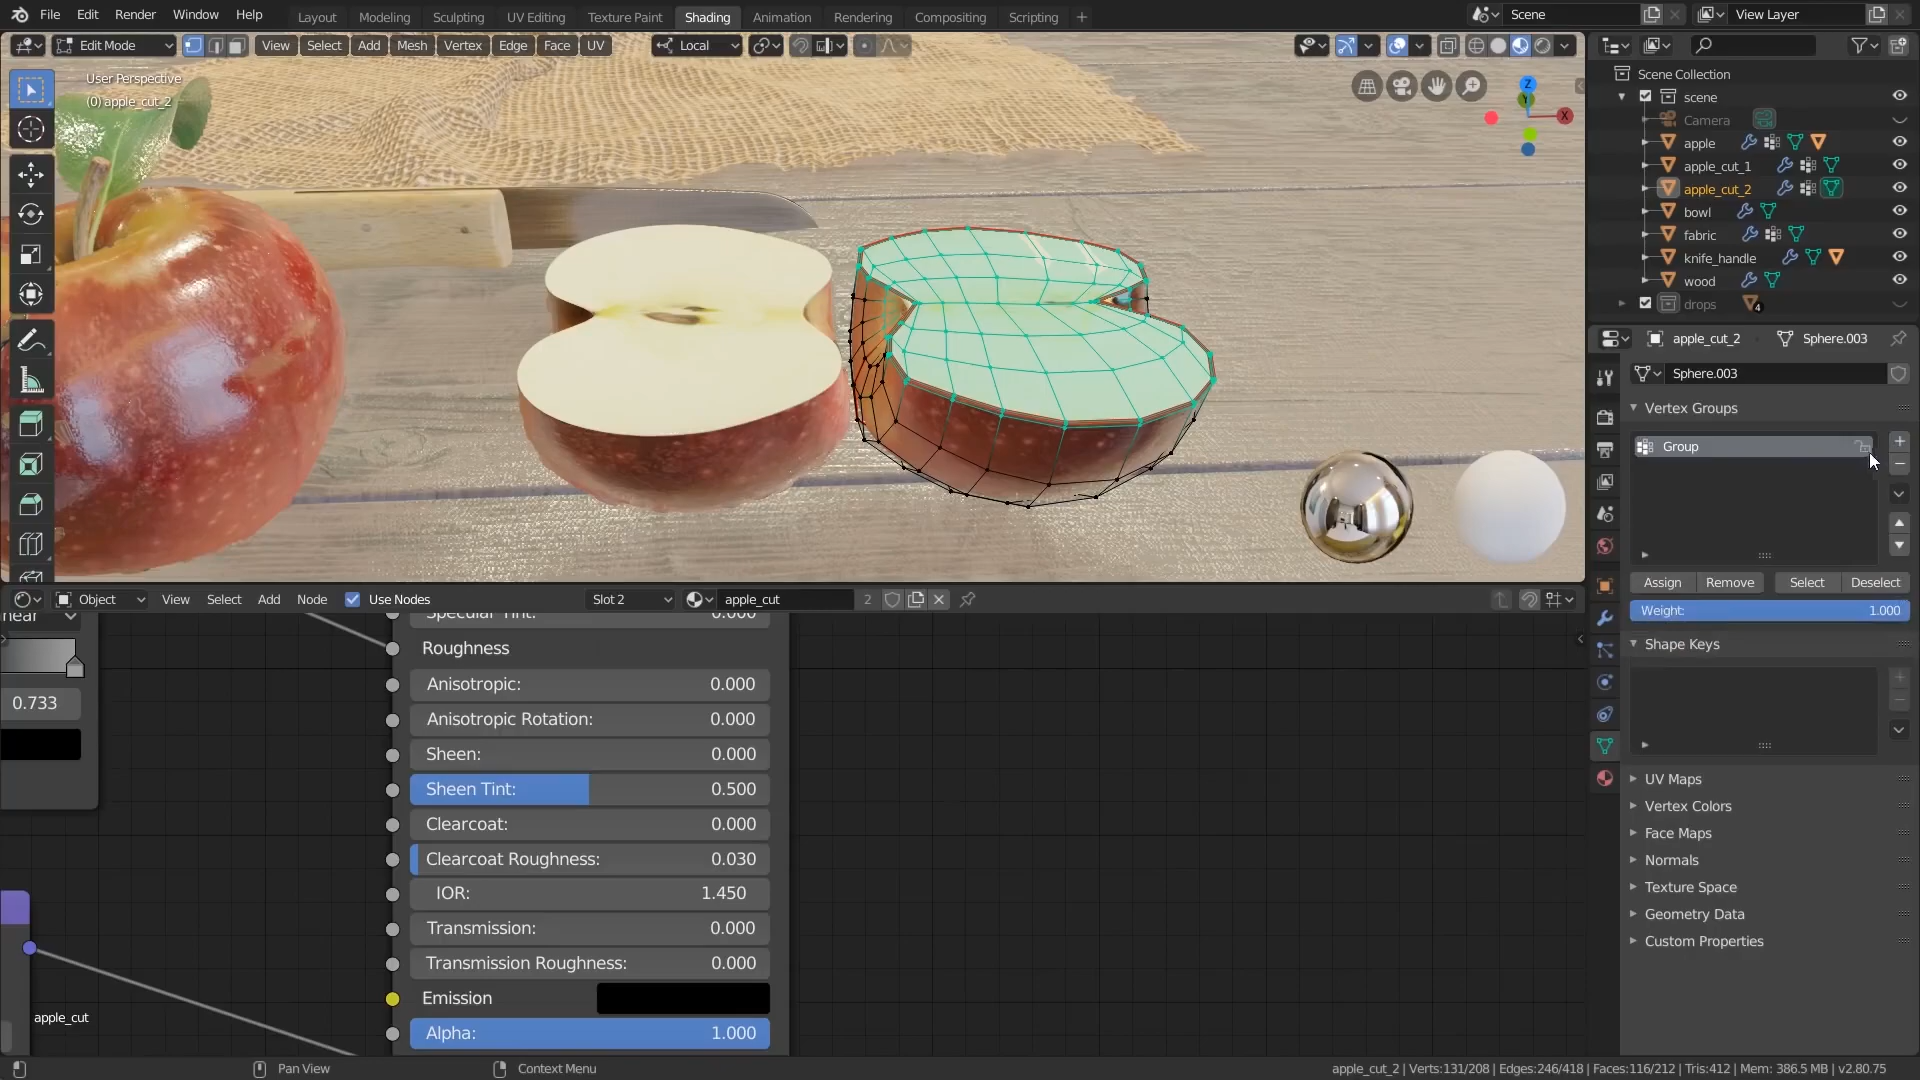 File Edit Render Window Help Layout Modeling Sculpting UV Editing Texture Paint Shading Animation Rendering Compositing Scripting + Scene View Layer
Edit Mode View Select Add Mesh Vertex Edge Face UV Local
User Perspective
(0) apple_cut_2
Z
Y
X
Scene Collection
scene
Camera
apple
apple_cut_1
apple_cut_2
bowl
fabric
knife_handle
wood
drops 4
apple_cut_2 Sphere.003
Sphere.003
Vertex Groups
Group
Assign Remove Select Deselect
Weight: 1.000
Shape Keys
UV Maps
Vertex Colors
Face Maps
Normals
Texture Space
Geometry Data
Custom Properties
Object View Select Add Node Use Nodes Slot 2 apple_cut 2
Specular Tint: 0.000
Roughness
Anisotropic: 0.000
0.733
Anisotropic Rotation: 0.000
Sheen: 0.000
Sheen Tint: 0.500
Clearcoat: 0.000
Clearcoat Roughness: 0.030
IOR: 1.450
Transmission: 0.000
Transmission Roughness: 0.000
Emission
Alpha: 1.000
apple_cut
Pan View Context Menu apple_cut_2 | Verts:131/208 | Edges:246/418 | Faces:116/212 | Tris:412 | Mem: 386.5 MB | v2.80.75